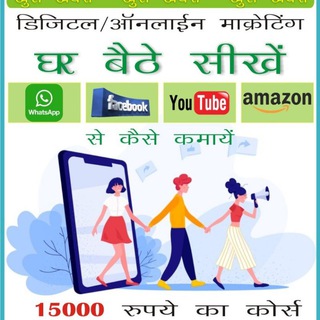 डिजिटल/ऑनलाईन माक्रेटिंग
घर बैठे सीखें
WhatsApp facebook YouTube amazon
से कैसे कमायें
15000 रुपये का कोर्स